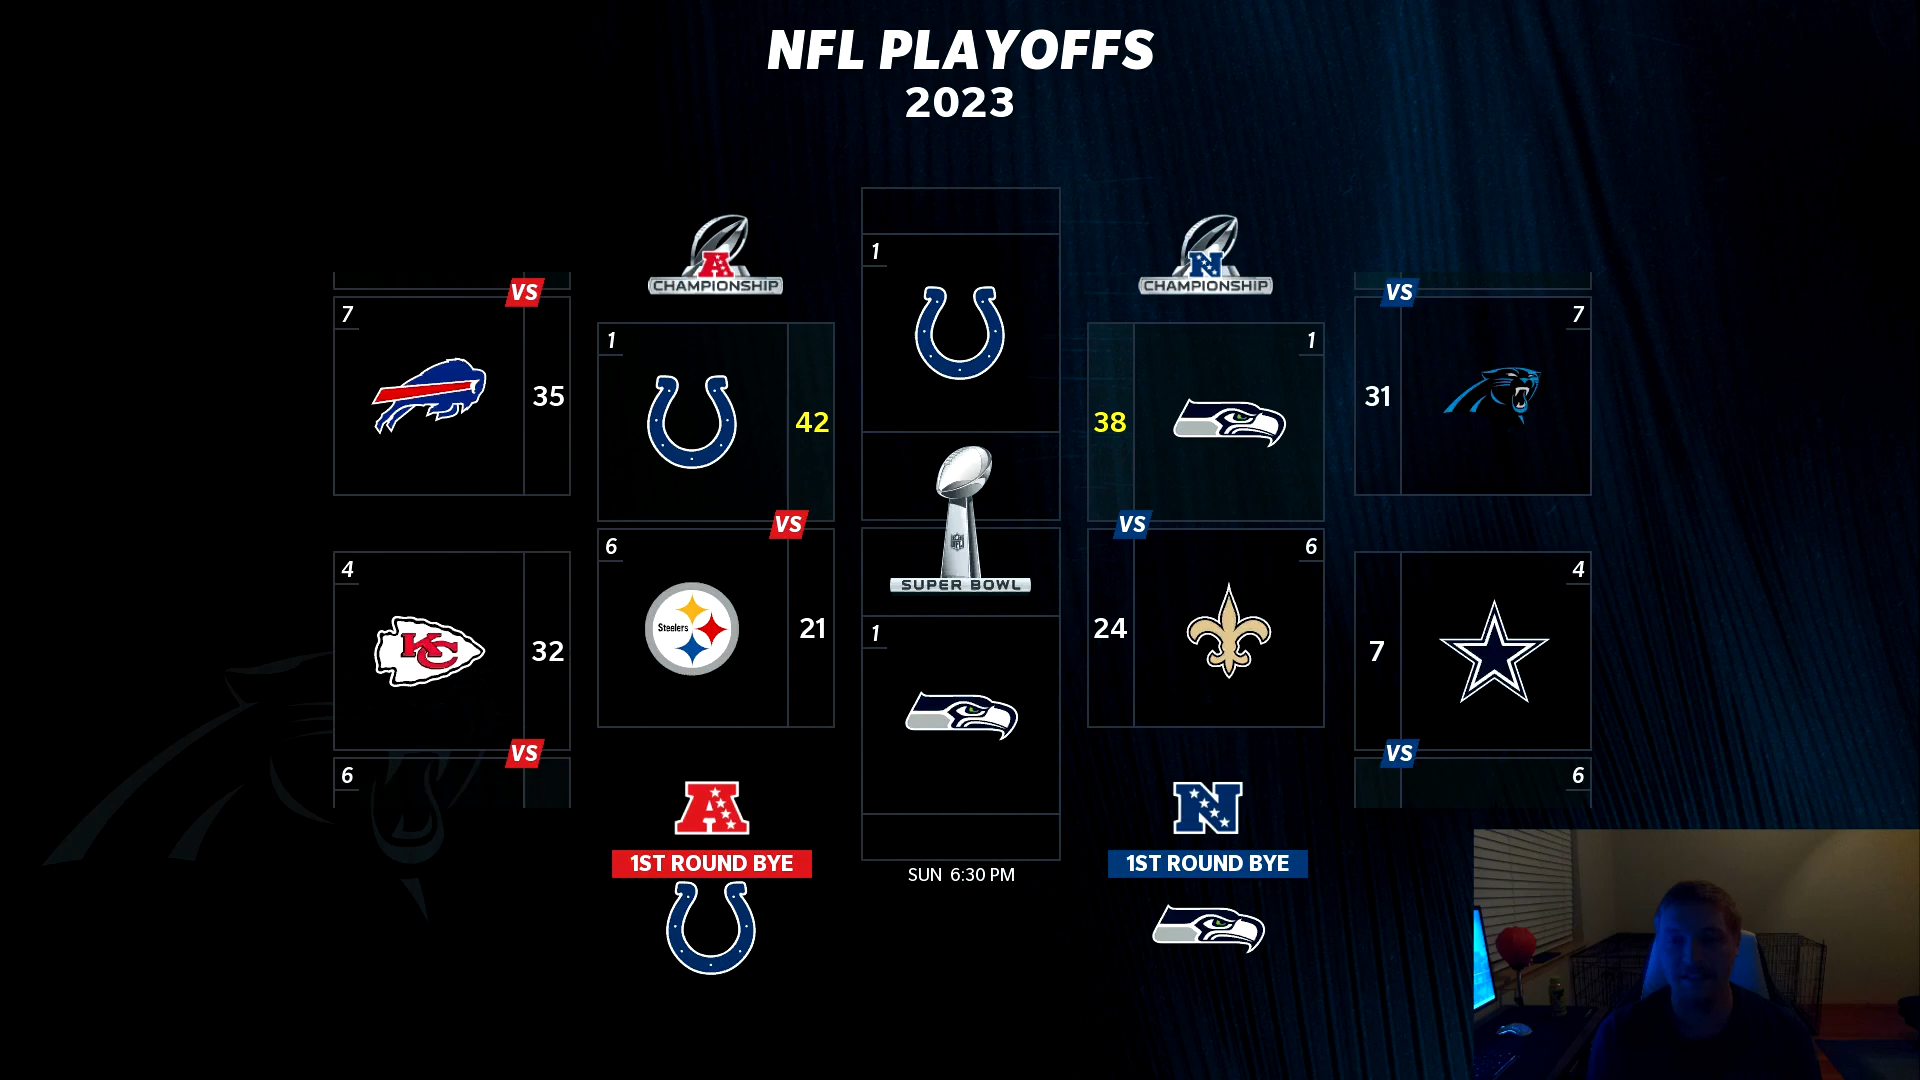 NFL PLAYOFFS
2023
VS
7
35
4
32
VS
6
A
CHAMPIONSHIP
1
42
VS
6
Steelers
21
A
1ST ROUND BYE
1
NFL
SUPER BOWL
1
SUN 6:30 PM
N
CHAMPIONSHIP
1
38
VS
6
24
N
1ST ROUND BYE
VS
7
31
4
7
VS
6
KC